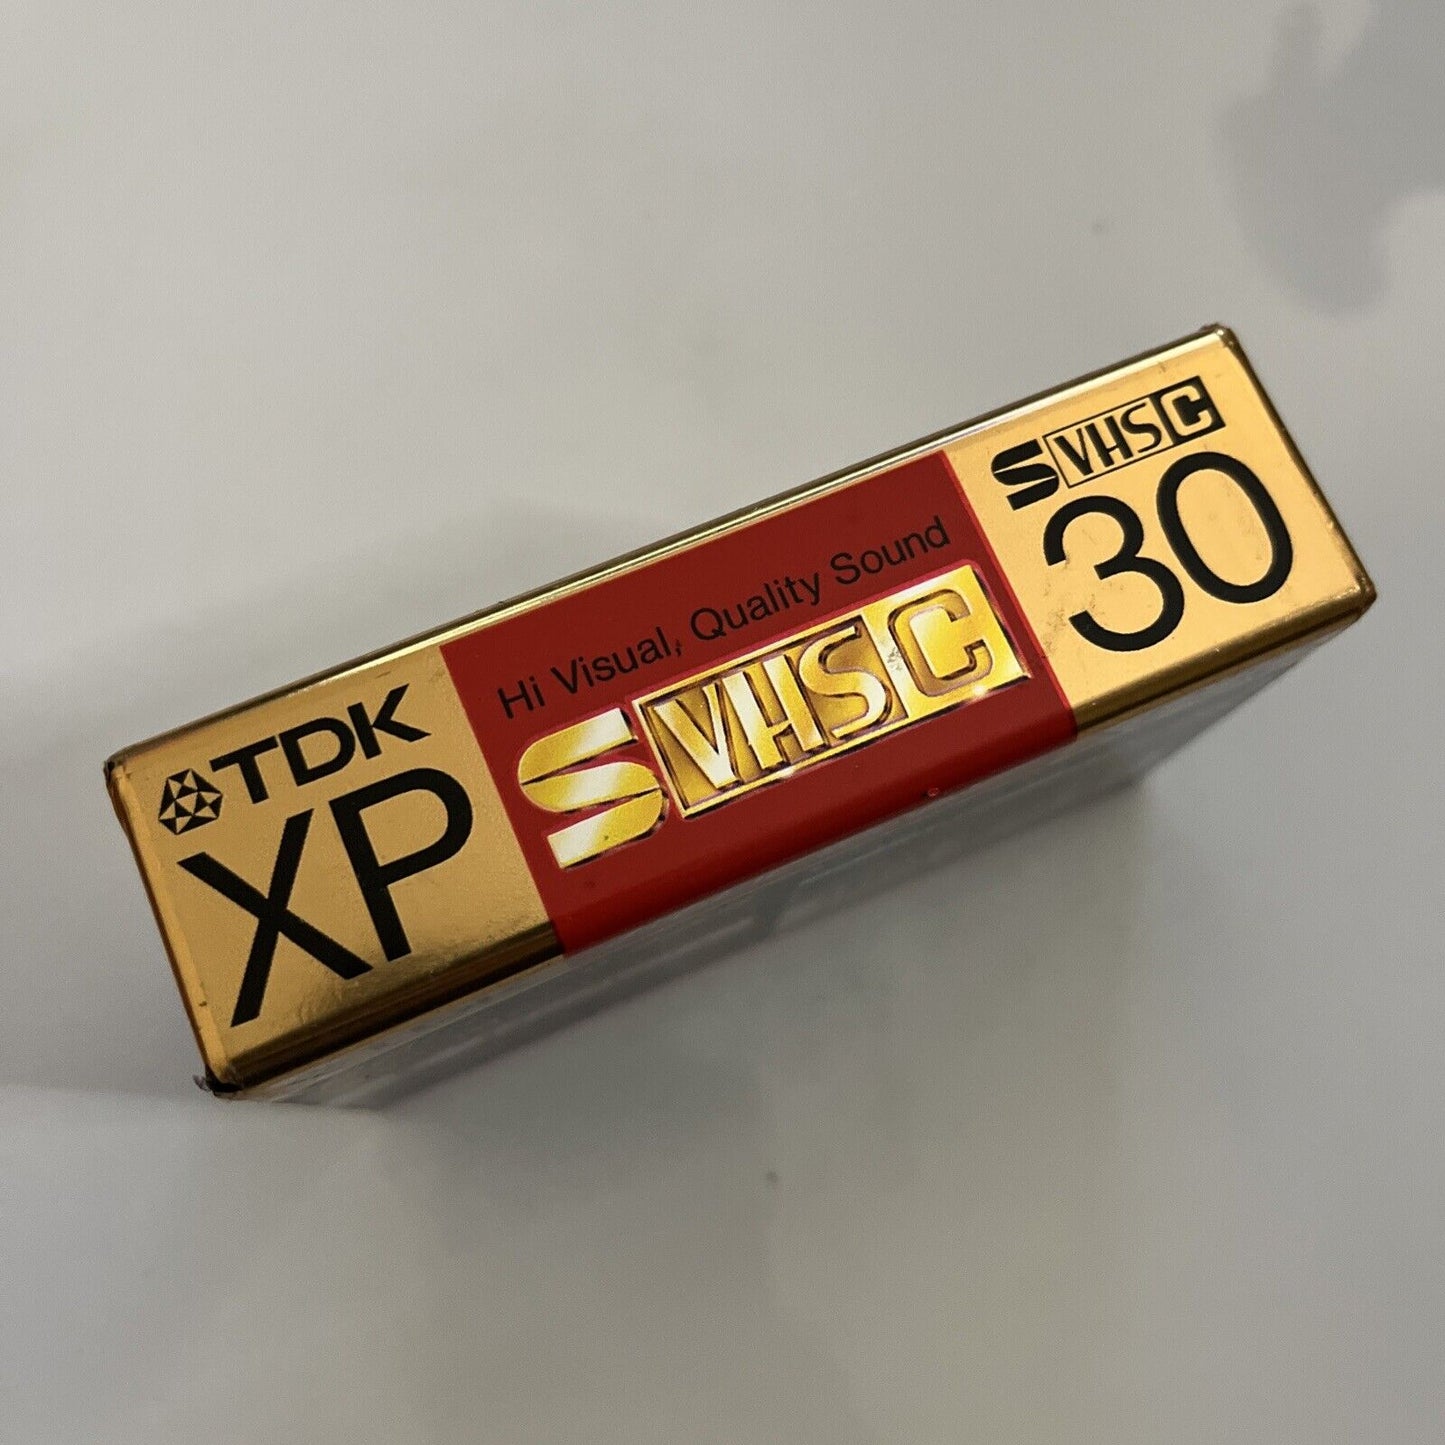 TDK
XP
Hi Visual, Quality Sound
S VHS C
S VHS C
30